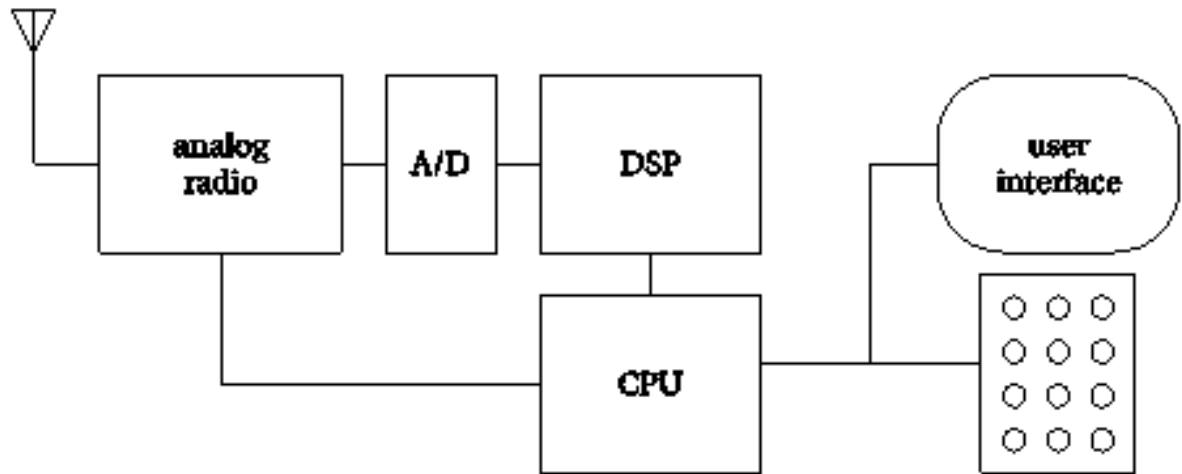 analog
radio
A/D
DSP
user
interface
CPU